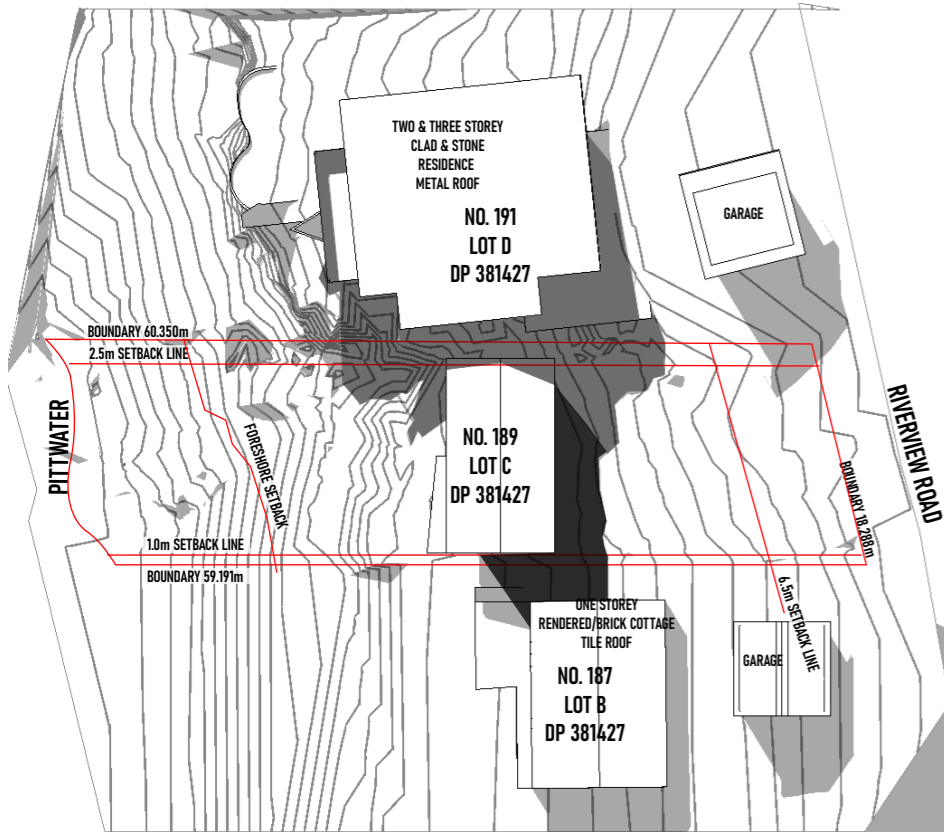 TWO & THREE STOREY
CLAD & STONE
RESIDENCE
METAL ROOF
NO. 191
LOT D
DP 381427
GARAGE
BOUNDARY 60.350m
2.5m SETBACK LINE
PITTWATER
FORESHORE SETBACK
NO. 189
LOT C
DP 381427
RIVERVIEW ROAD
BOUNDARY 18.288m
1.0m SETBACK LINE
BOUNDARY 59.191m
6.5m SETBACK LINE
ONE STOREY
RENDERED/BRICK COTTAGE
TILE ROOF
NO. 187
LOT B
DP 381427
GARAGE